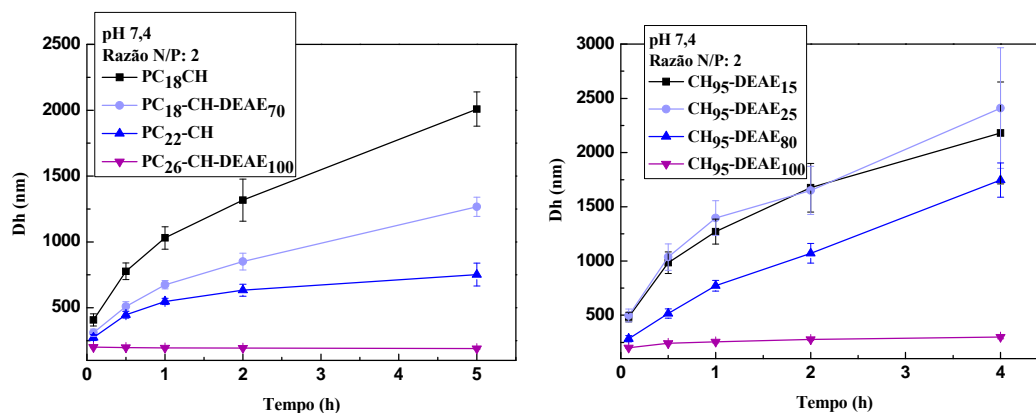 pH 7,4
Razão N/P: 2
PC18CH
PC18-CH-DEAE70
PC22-CH
PC26-CH-DEAE100
2500
2000
1500
1000
500
Dh (nm)
0 1 2 3 4 5
Tempo (h)
pH 7,4
Razão N/P: 2
CH95-DEAE15
CH95-DEAE25
CH95-DEAE80
CH95-DEAE100
3000
2500
2000
1500
1000
500
Dh (nm)
0 1 2 3 4
Tempo (h)